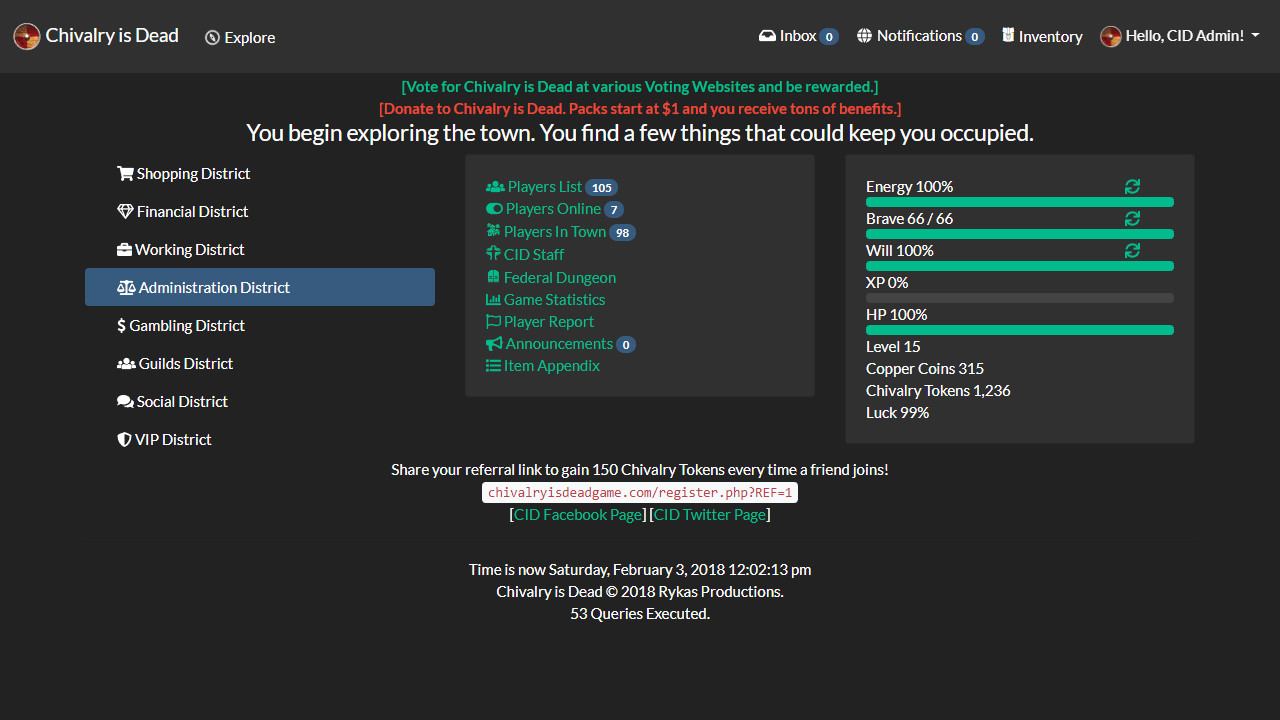 Chivalry is Dead
Explore
Inbox 0
Notifications 0
Inventory
Hello, CID Admin!
[Vote for Chivalry is Dead at various Voting Websites and be rewarded.]
[Donate to Chivalry is Dead. Packs start at $1 and you receive tons of benefits.]
You begin exploring the town. You find a few things that could keep you occupied.
Shopping District
Financial District
Working District
Administration District
Gambling District
Guilds District
Social District
VIP District
Players List 105
Players Online 7
Players In Town 98
CID Staff
Federal Dungeon
Game Statistics
Player Report
Announcements 0
Item Appendix
Energy 100%
Brave 66 / 66
Will 100%
XP 0%
HP 100%
Level 15
Copper Coins 315
Chivalry Tokens 1,236
Luck 99%
Share your referral link to gain 150 Chivalry Tokens every time a friend joins!
chivalryisdeadgame.com/register.php?REF=1
[CID Facebook Page] [CID Twitter Page]
Time is now Saturday, February 3, 2018 12:02:13 pm
Chivalry is Dead © 2018 Rykas Productions.
53 Queries Executed.